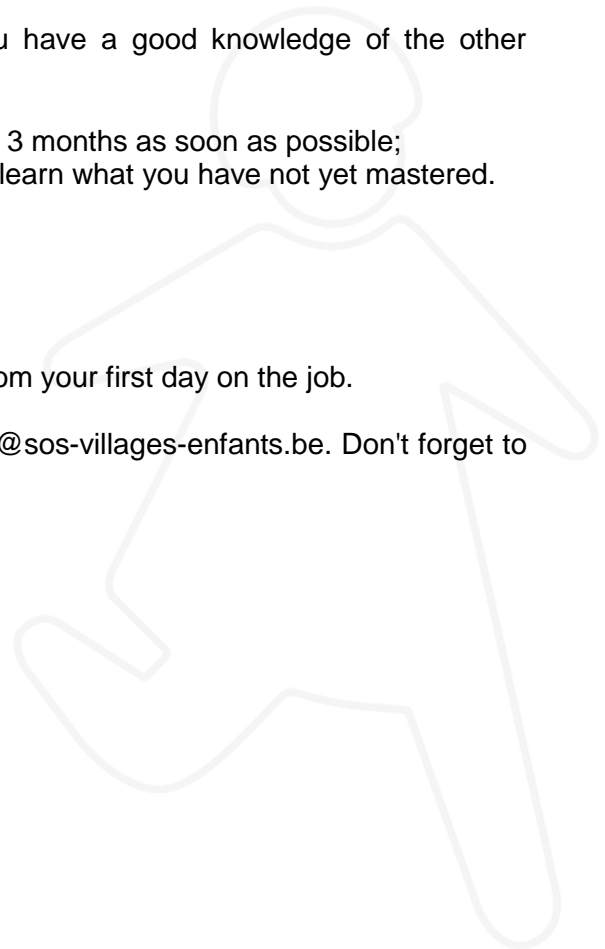 have a good knowledge of the other
3 months as soon as possible;
learn what you have not yet mastered.
your first day on the job.
@sos-villages-enfants.be. Don't forget to